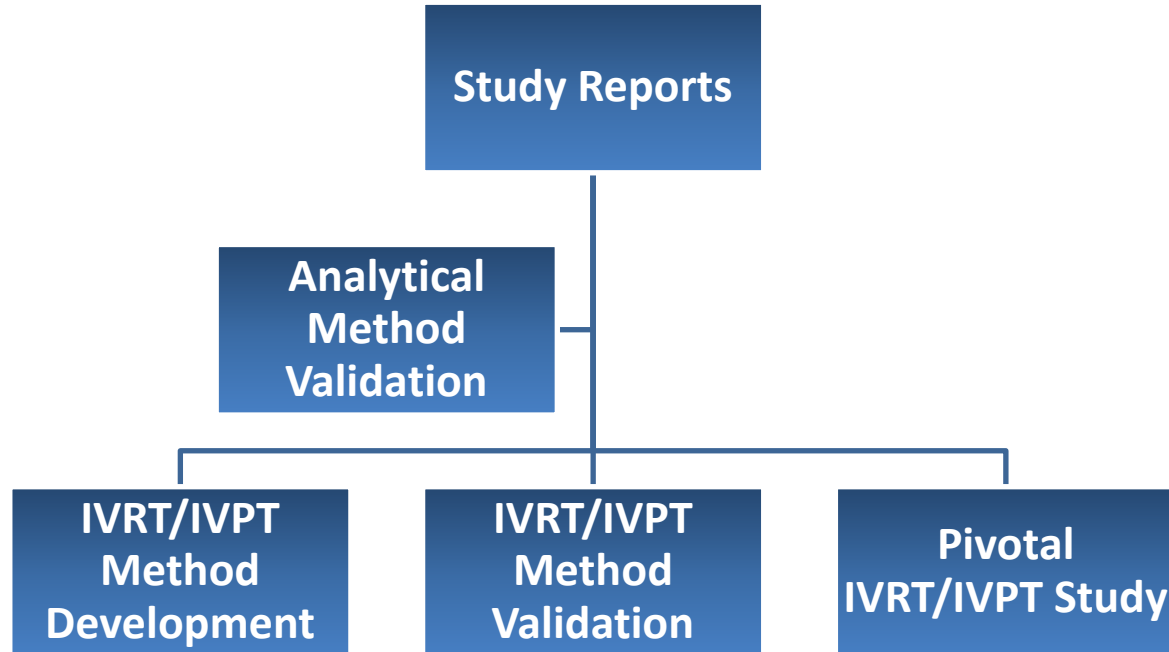 Study Reports
Analytical
Method
Validation
IVRT/IVPT
Method
Development
IVRT/IVPT
Method
Validation
Pivotal
IVRT/IVPT Study